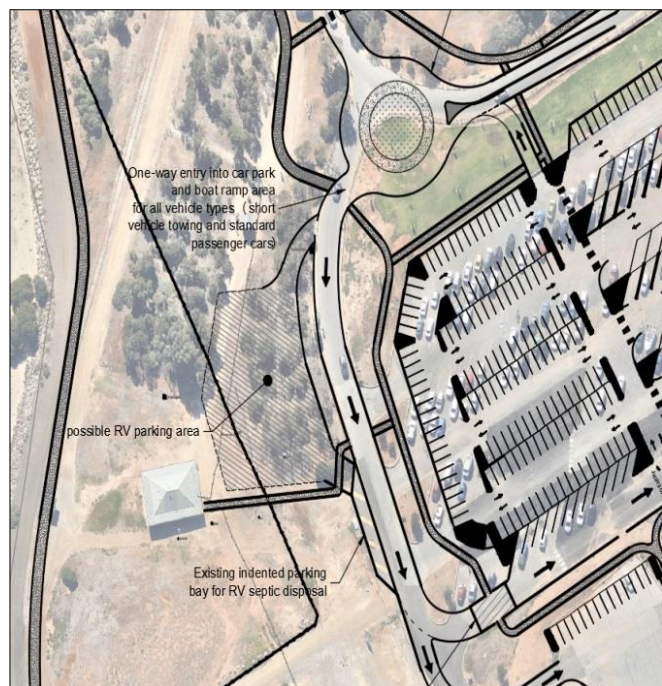 One-way entry into car park
and boat ramp area
for all vehicle types (short
vehicle towing and standard
passenger cars)
possible RV parking area
Existing indented parking
bay for RV septic disposal